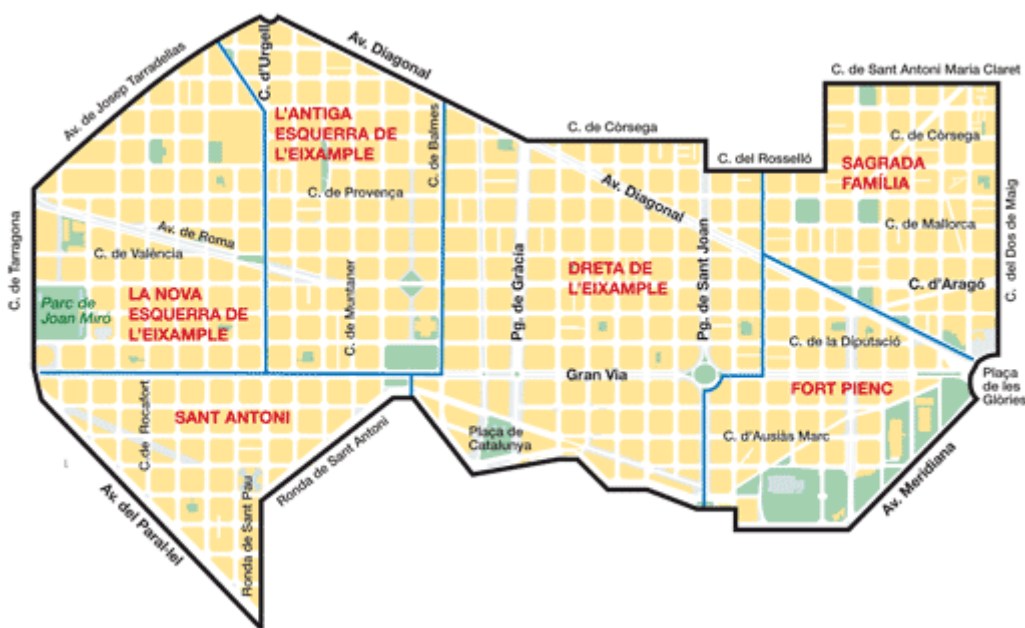 Av. de Josep Tarradellas
C. d'Urgell
Av. Diagonal
C. de Sant Antoni Maria Claret
L'ANTIGA
ESQUERRA DE
L'EIXAMPLE
C. de Balmes
C. de Còrsega
C. de Còrsega
C. del Rosselló
SAGRADA
FAMÍLIA
C. de Provença
Av. Diagonal
C. de Tarragona
Av. de Roma
C. de València
C. de Mallorca
C. del Dos de Maig
Parc de
Joan Miró
LA NOVA
ESQUERRA DE
L'EIXAMPLE
C. de Muntaner
Pg. de Gràcia
DRETA DE
L'EIXAMPLE
Pg. de Sant Joan
C. d'Aragó
C. de la Diputació
Gran Via
FORT PIENC
Plaça
de les
Glòries
C.de Rocafort
SANT ANTONI
Ronda de Sant Antoni
Plaça de
Catalunya
C. d'Ausiàs Marc
Av. Meridiana
Av. del Paral·lel
Ronda de Sant Pau